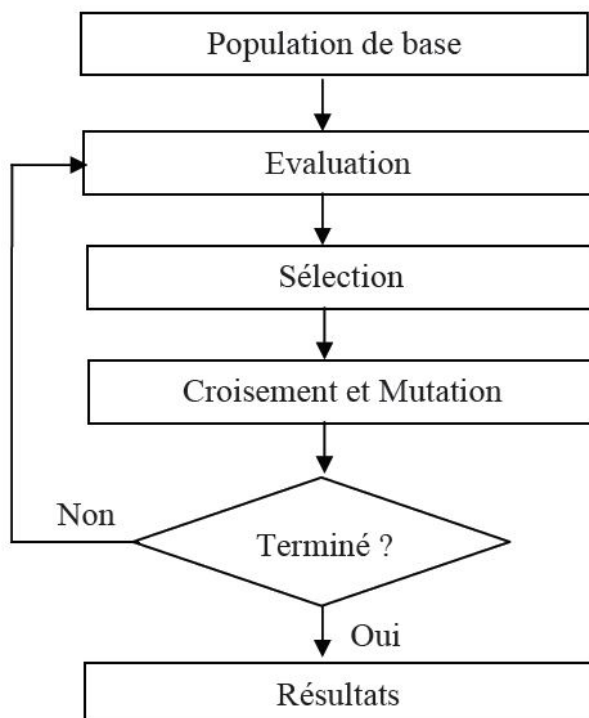 Population de base
Evaluation
Sélection
Croisement et Mutation
Non
Terminé ?
Oui
Résultats